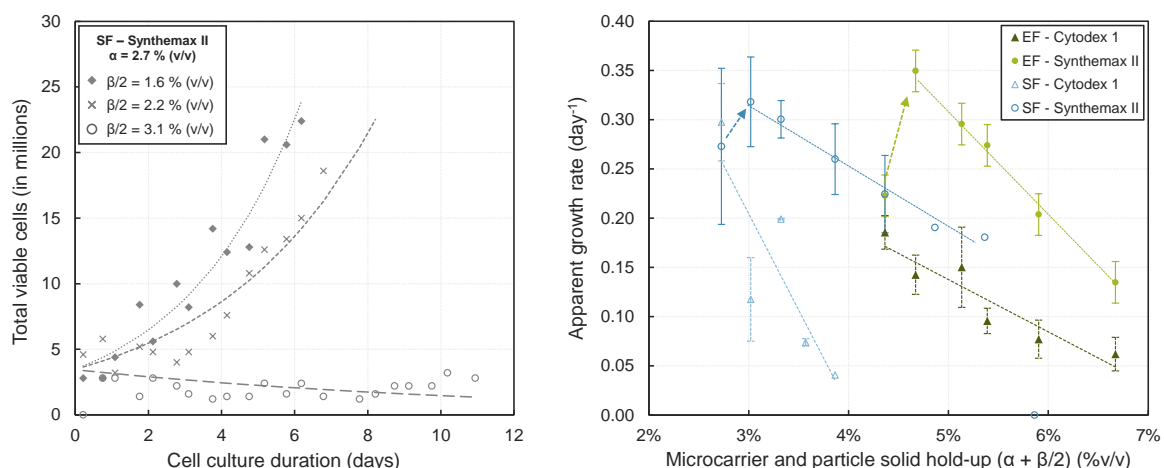 30
25
20
15
10
5
0
Total viable cells (in millions)
SF – Synthemax II
α = 2.7 % (v/v)
β/2 = 1.6 % (v/v)
β/2 = 2.2 % (v/v)
β/2 = 3.1 % (v/v)
0 2 4 6 8 10 12
Cell culture duration (days)
0.40
0.35
0.30
0.25
0.20
0.15
0.10
0.05
0.00
Apparent growth rate (day⁻¹)
EF - Cytodex 1
EF - Synthemax II
SF - Cytodex 1
SF - Synthemax II
2% 3% 4% 5% 6% 7%
Microcarrier and particle solid hold-up (α + β/2) (%v/v)